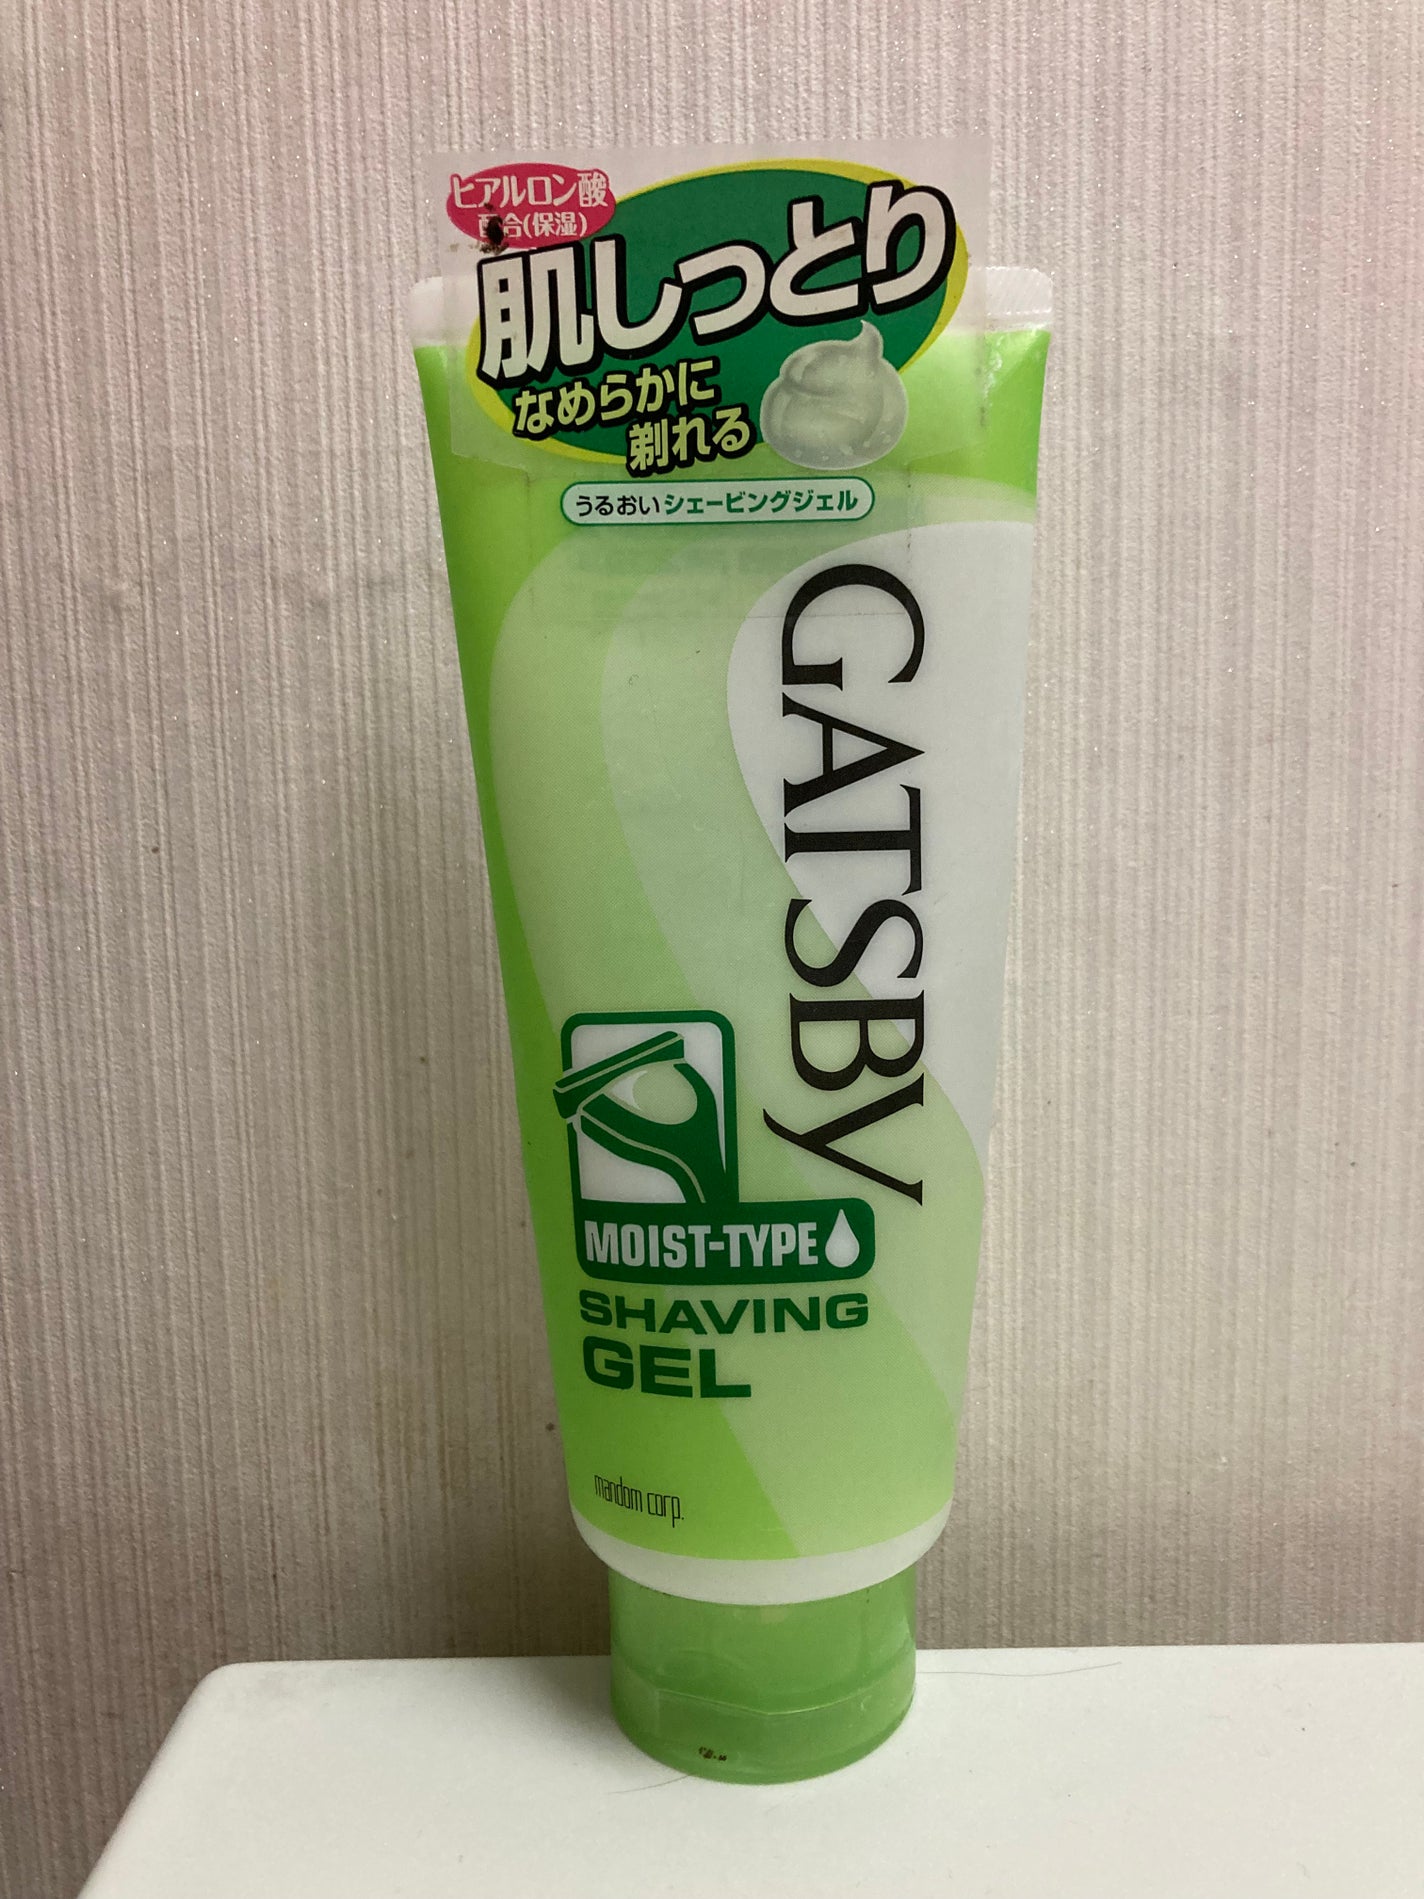 ヒアルロン酸
配合(保湿)
肌しっとり
なめらかに
剃れる
うるおいシェービングジェル
GATSBY
MOIST-TYPE
SHAVING
GEL
mandom corp.